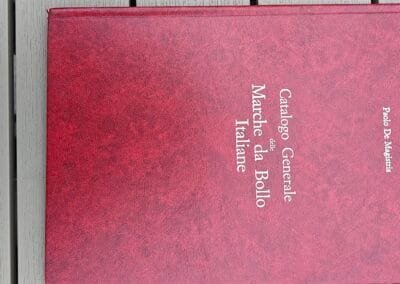 Paolo De Magistris
Catalogo Generale
delle
Marche da Bollo
Italiane